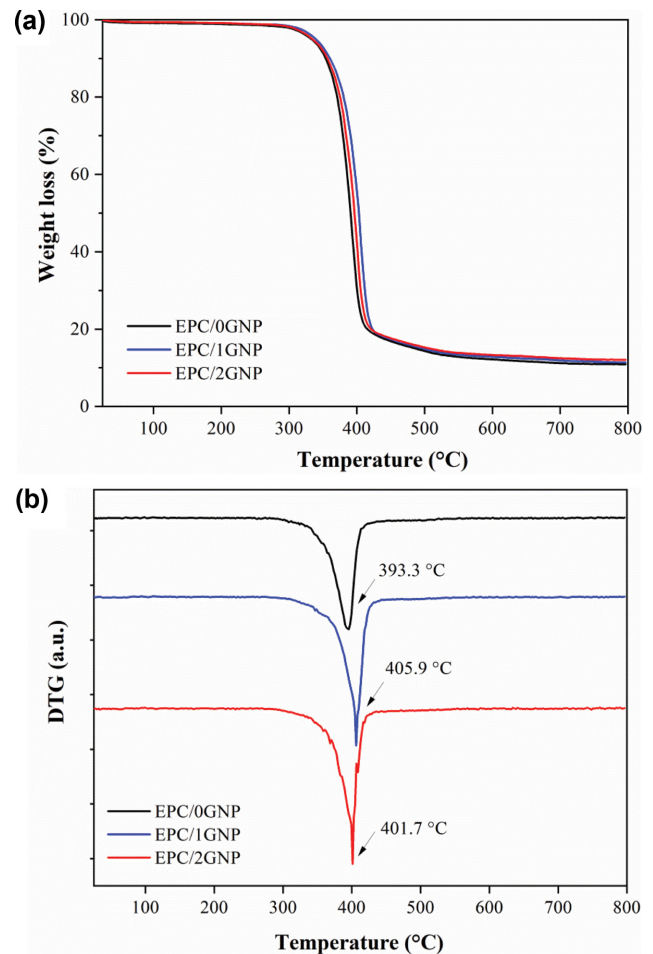 (a)
100
80
60
40
20
0
Weight loss (%)
EPC/0GNP
EPC/1GNP
EPC/2GNP
100 200 300 400 500 600 700 800
Temperature (°C)
(b)
393.3 °C
405.9 °C
401.7 °C
DTG (a.u.)
EPC/0GNP
EPC/1GNP
EPC/2GNP
100 200 300 400 500 600 700 800
Temperature (°C)